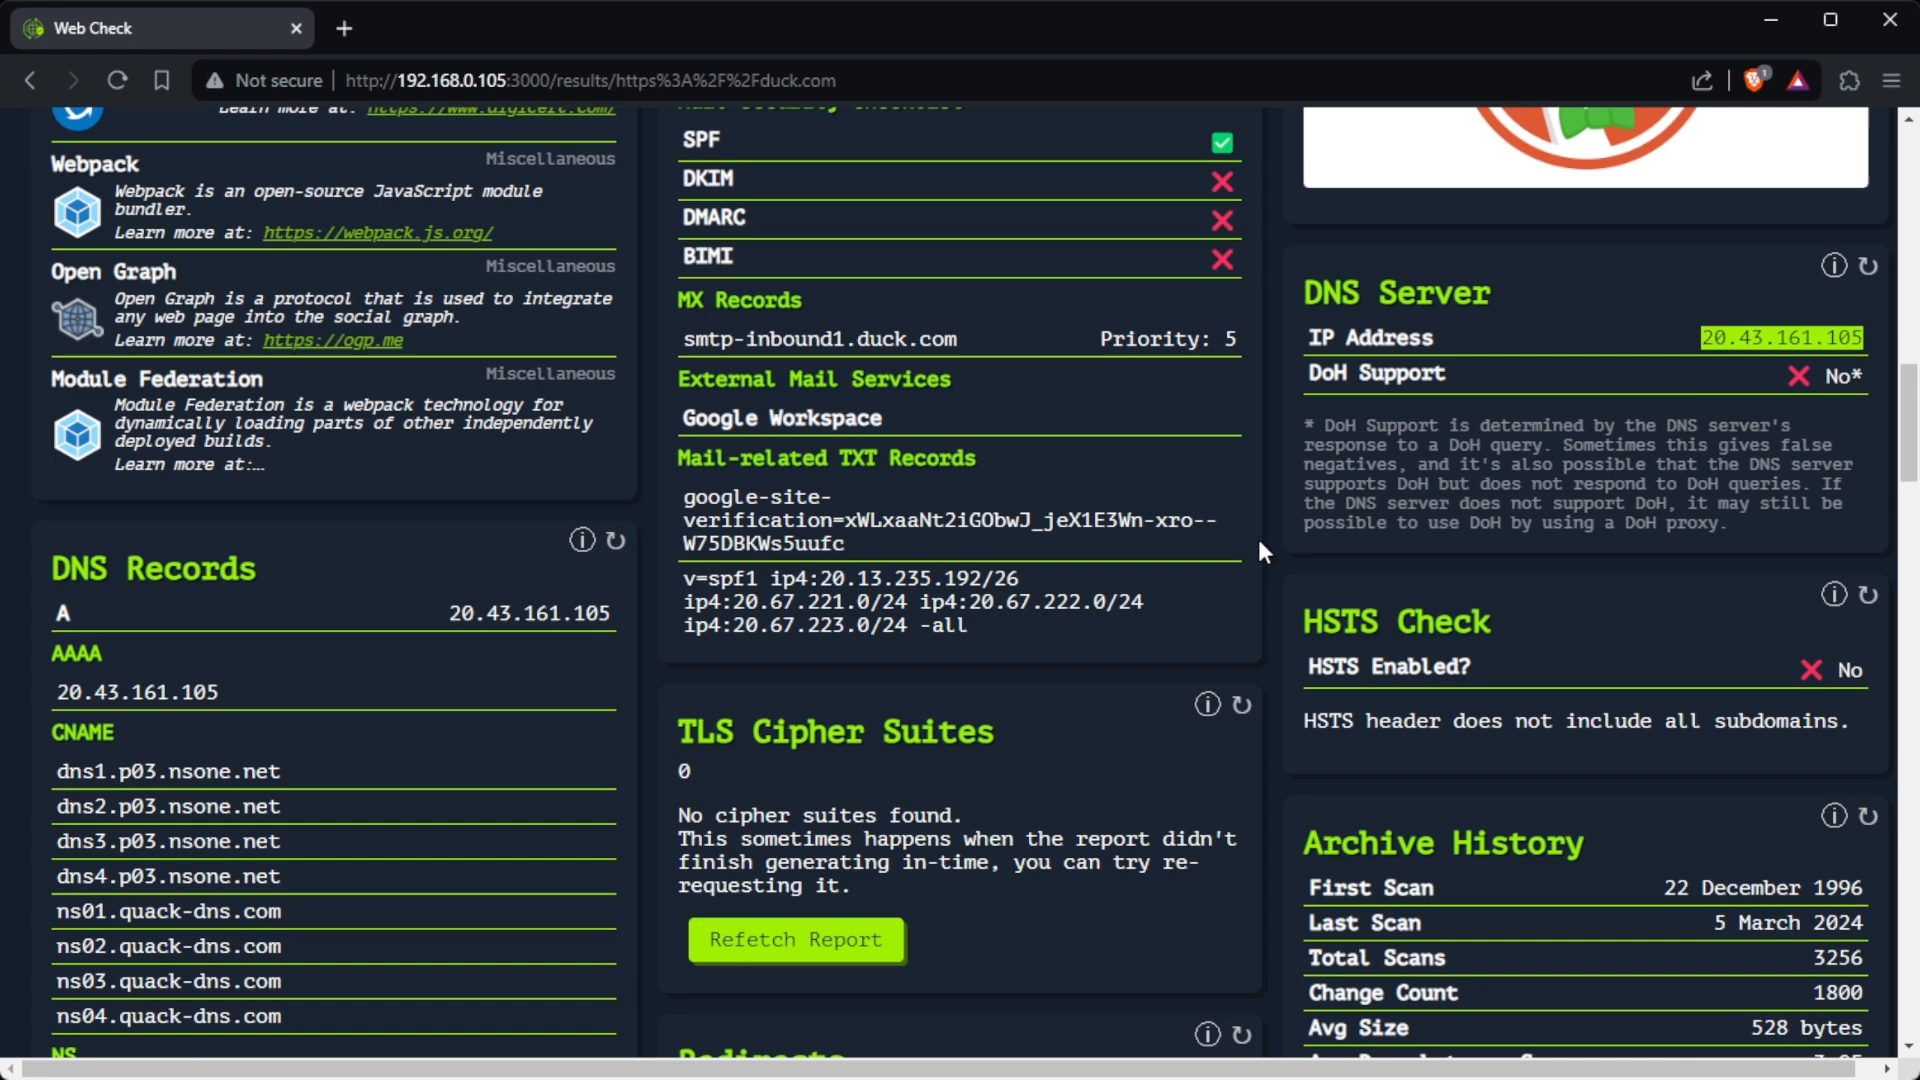 Web Check
Not secure
http://192.168.0.105:3000/results/https%3A%2F%2Fduck.com
1
Learn more at: https://www.digicert.com/
Webpack
Miscellaneous
Webpack is an open-source JavaScript module
bundler.
Learn more at: https://webpack.js.org/
Open Graph
Miscellaneous
Open Graph is a protocol that is used to integrate
any web page into the social graph.
Learn more at: https://ogp.me
Module Federation
Miscellaneous
Module Federation is a webpack technology for
dynamically loading parts of other independently
deployed builds.
Learn more at:…
DNS Records
A 20.43.161.105
AAAA
20.43.161.105
CNAME
dns1.p03.nsone.net
dns2.p03.nsone.net
dns3.p03.nsone.net
dns4.p03.nsone.net
ns01.quack-dns.com
ns02.quack-dns.com
ns03.quack-dns.com
ns04.quack-dns.com
NS
SPF
DKIM
DMARC
BIMI
MX Records
smtp-inbound1.duck.com Priority: 5
External Mail Services
Google Workspace
Mail-related TXT Records
google-site-
verification=xWLxaaNt2iGObwJ_jeX1E3Wn-xro--
W75DBKWs5uufc
v=spf1 ip4:20.13.235.192/26
ip4:20.67.221.0/24 ip4:20.67.222.0/24
ip4:20.67.223.0/24 -all
TLS Cipher Suites
0
No cipher suites found.
This sometimes happens when the report didn't
finish generating in-time, you can try re-
requesting it.
Refetch Report
Redirects
DNS Server
IP Address 20.43.161.105
DoH Support No*
* DoH Support is determined by the DNS server's
response to a DoH query. Sometimes this gives false
negatives, and it's also possible that the DNS server
supports DoH but does not respond to DoH queries. If
the DNS server does not support DoH, it may still be
possible to use DoH by using a DoH proxy.
HSTS Check
HSTS Enabled? No
HSTS header does not include all subdomains.
Archive History
First Scan 22 December 1996
Last Scan 5 March 2024
Total Scans 3256
Change Count 1800
Avg Size 528 bytes